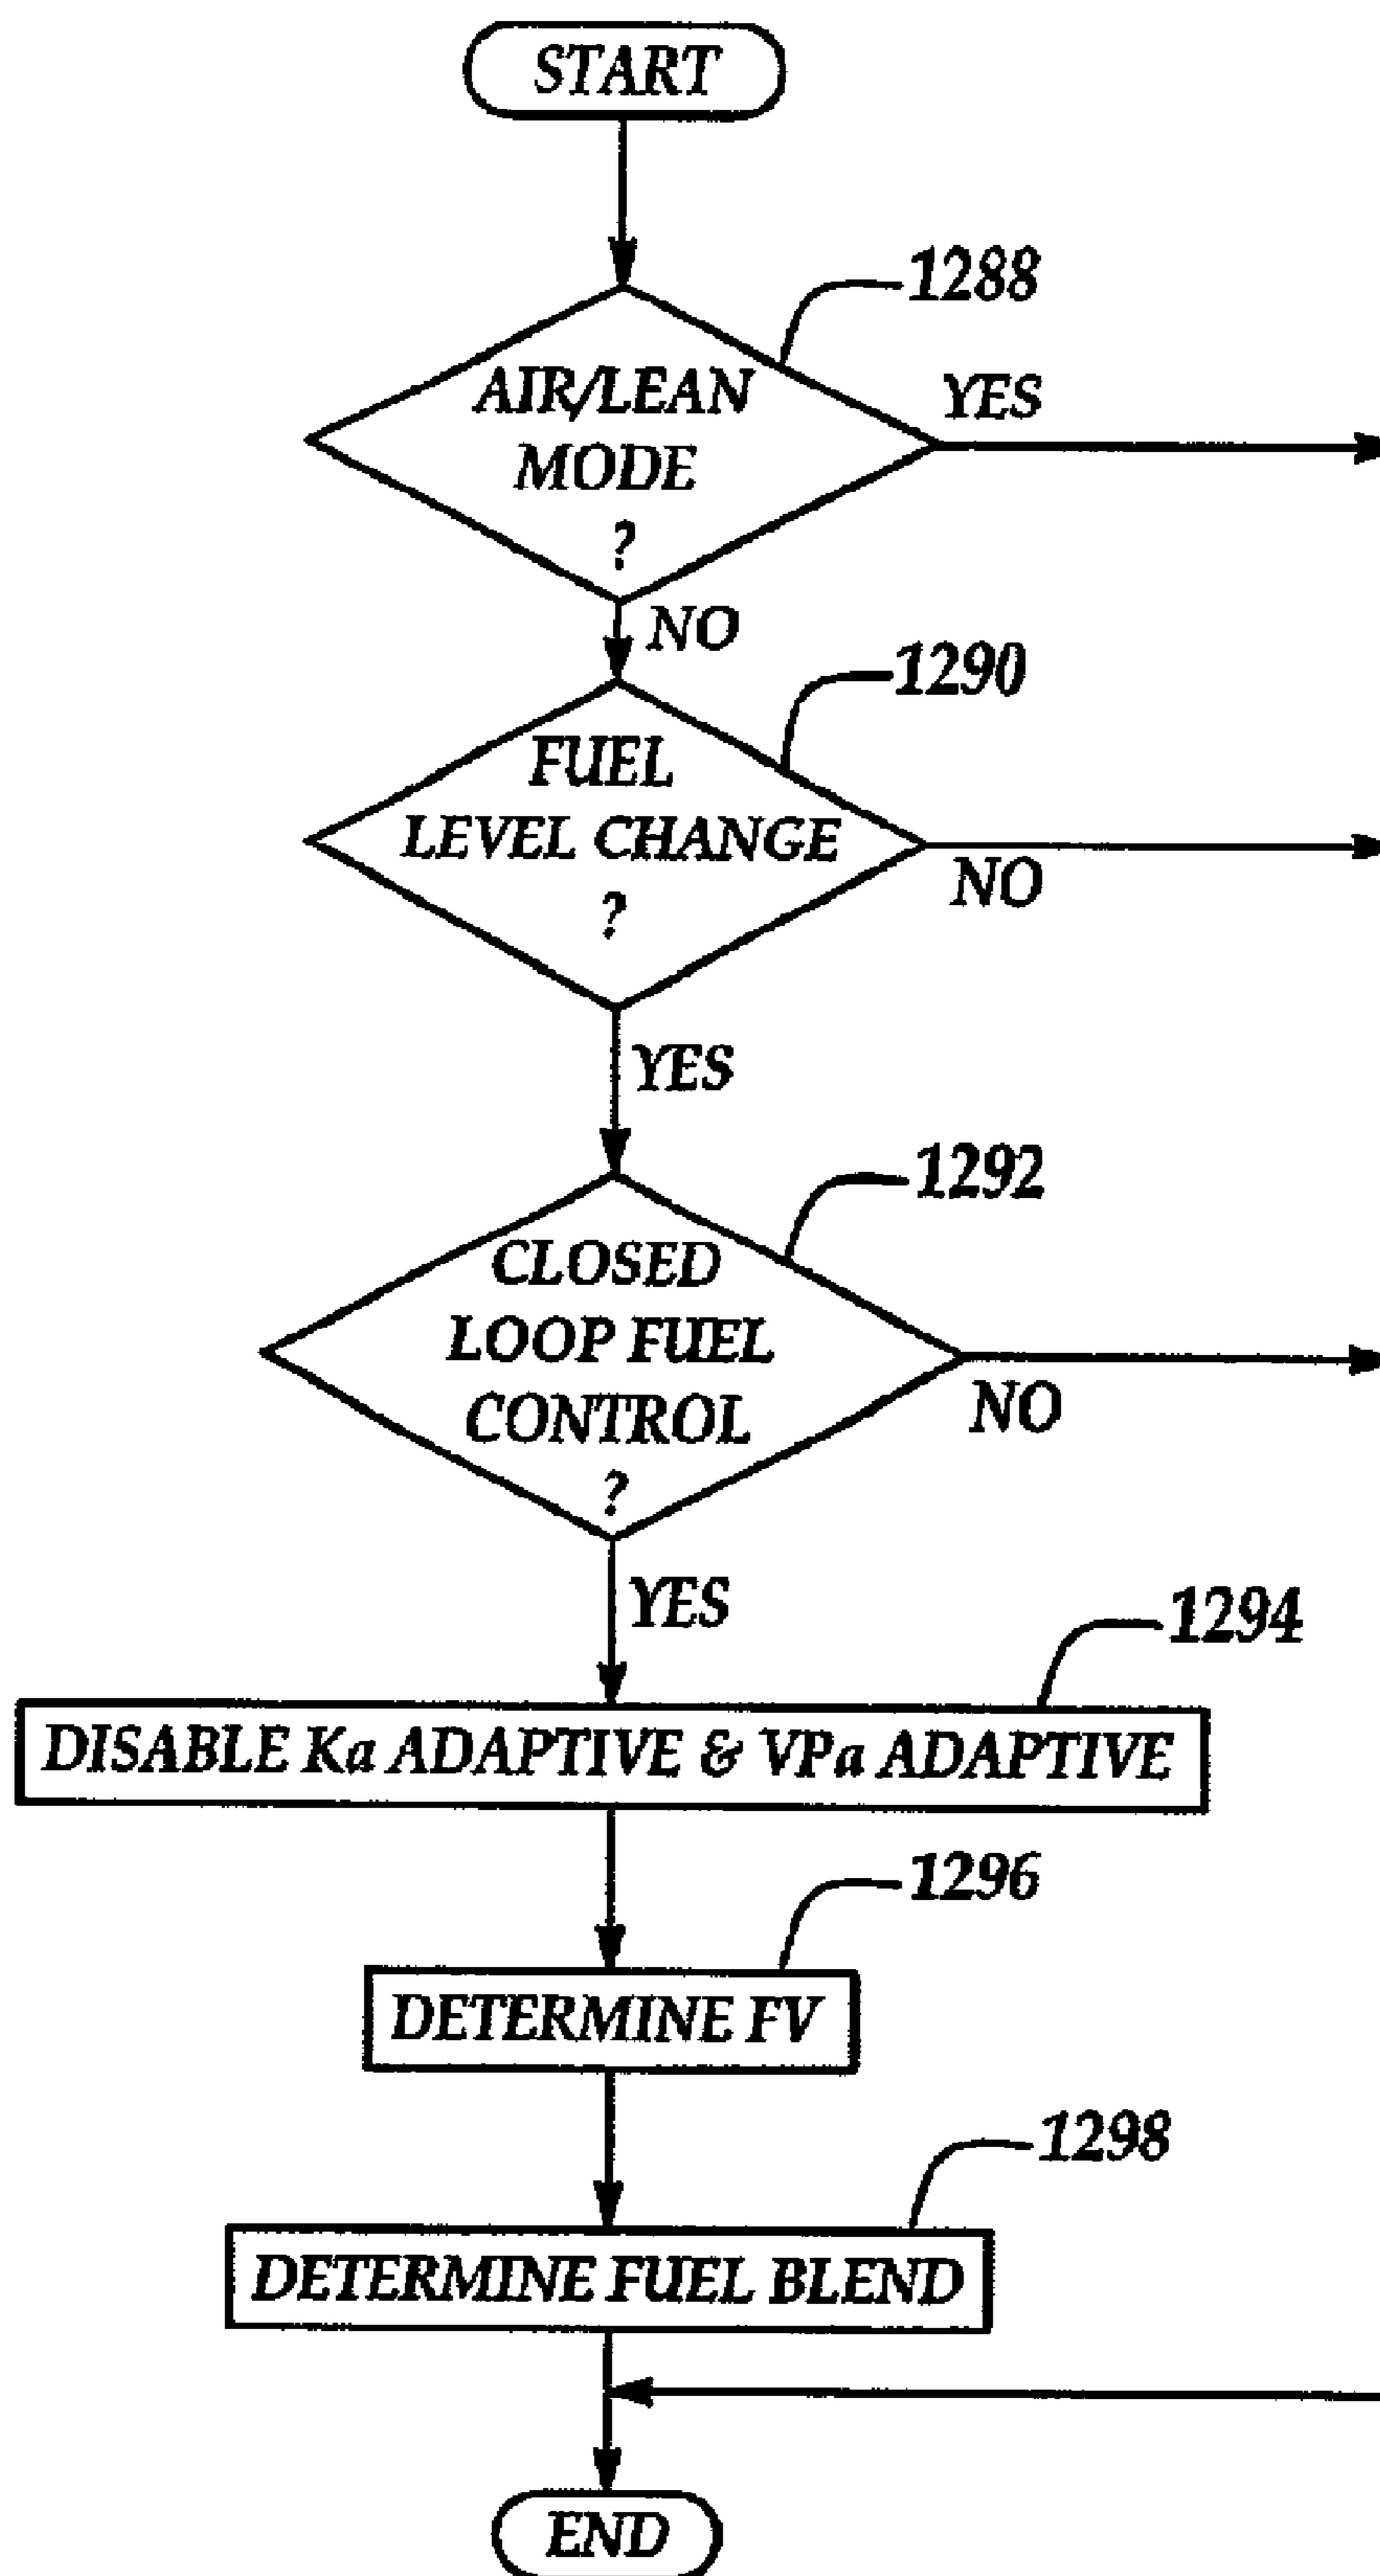 START
1288
AIR/LEAN
MODE
?
YES
NO
1290
FUEL
LEVEL CHANGE
?
NO
YES
1292
CLOSED
LOOP FUEL
CONTROL
?
NO
YES
1294
DISABLE Ka ADAPTIVE & VPa ADAPTIVE
1296
DETERMINE FV
1298
DETERMINE FUEL BLEND
END